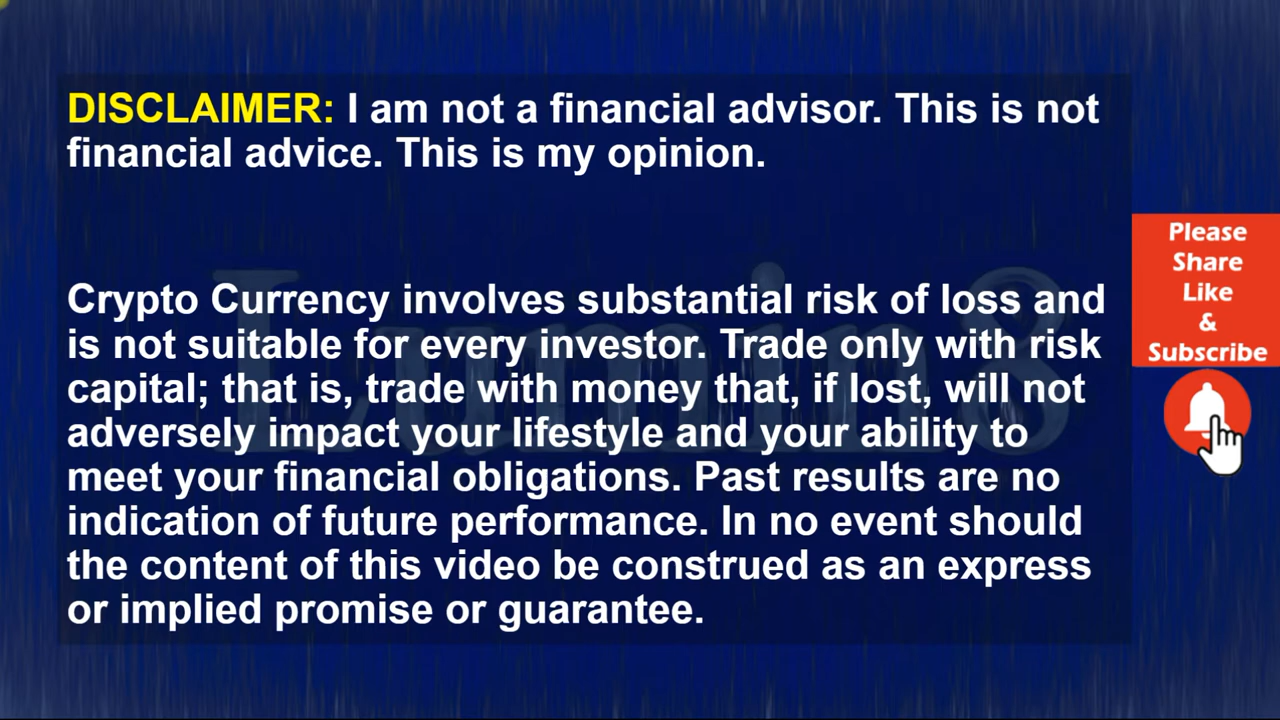 DISCLAIMER: I am not a financial advisor. This is not
financial advice. This is my opinion.
Crypto Currency involves substantial risk of loss and
is not suitable for every investor. Trade only with risk
capital; that is, trade with money that, if lost, will not
adversely impact your lifestyle and your ability to
meet your financial obligations. Past results are no
indication of future performance. In no event should
the content of this video be construed as an express
or implied promise or guarantee.
Lumin8
Please
Share
Like
&
Subscribe